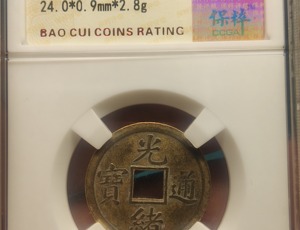 24.0*0.9mm*2.8g
BAO CUI COINS RATING
保粹
光
寶 通
緒